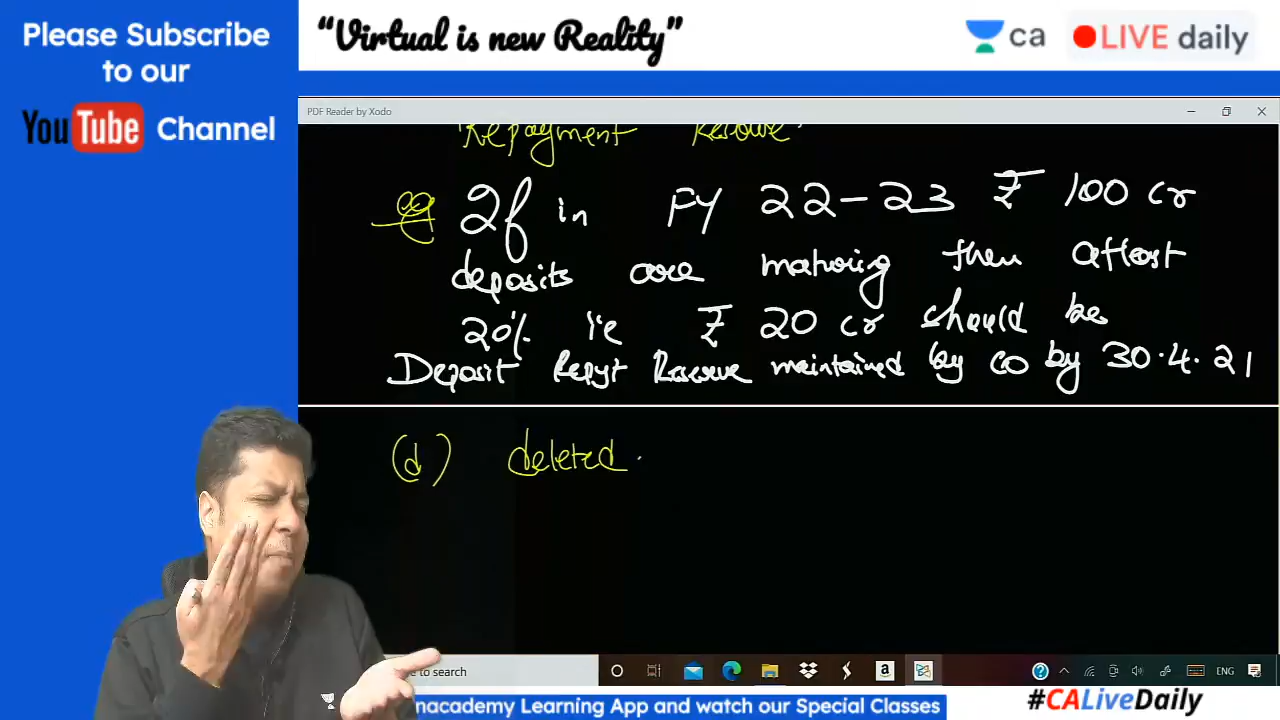 Please Subscribe
to our
YouTube Channel
“Virtual is new Reality”
ca LIVE daily
PDF Reader by Xodo
Repayment Reserve.
eg If in FY 22-23 ₹ 100 cr
deposits are maturing then atleast
20% ie ₹ 20 cr should be
Deposit Repyt Reserve maintained by co by 30.4.21
(d) deleted.
e to search
ENG
nacademy Learning App and watch our Special Classes
#CALiveDaily